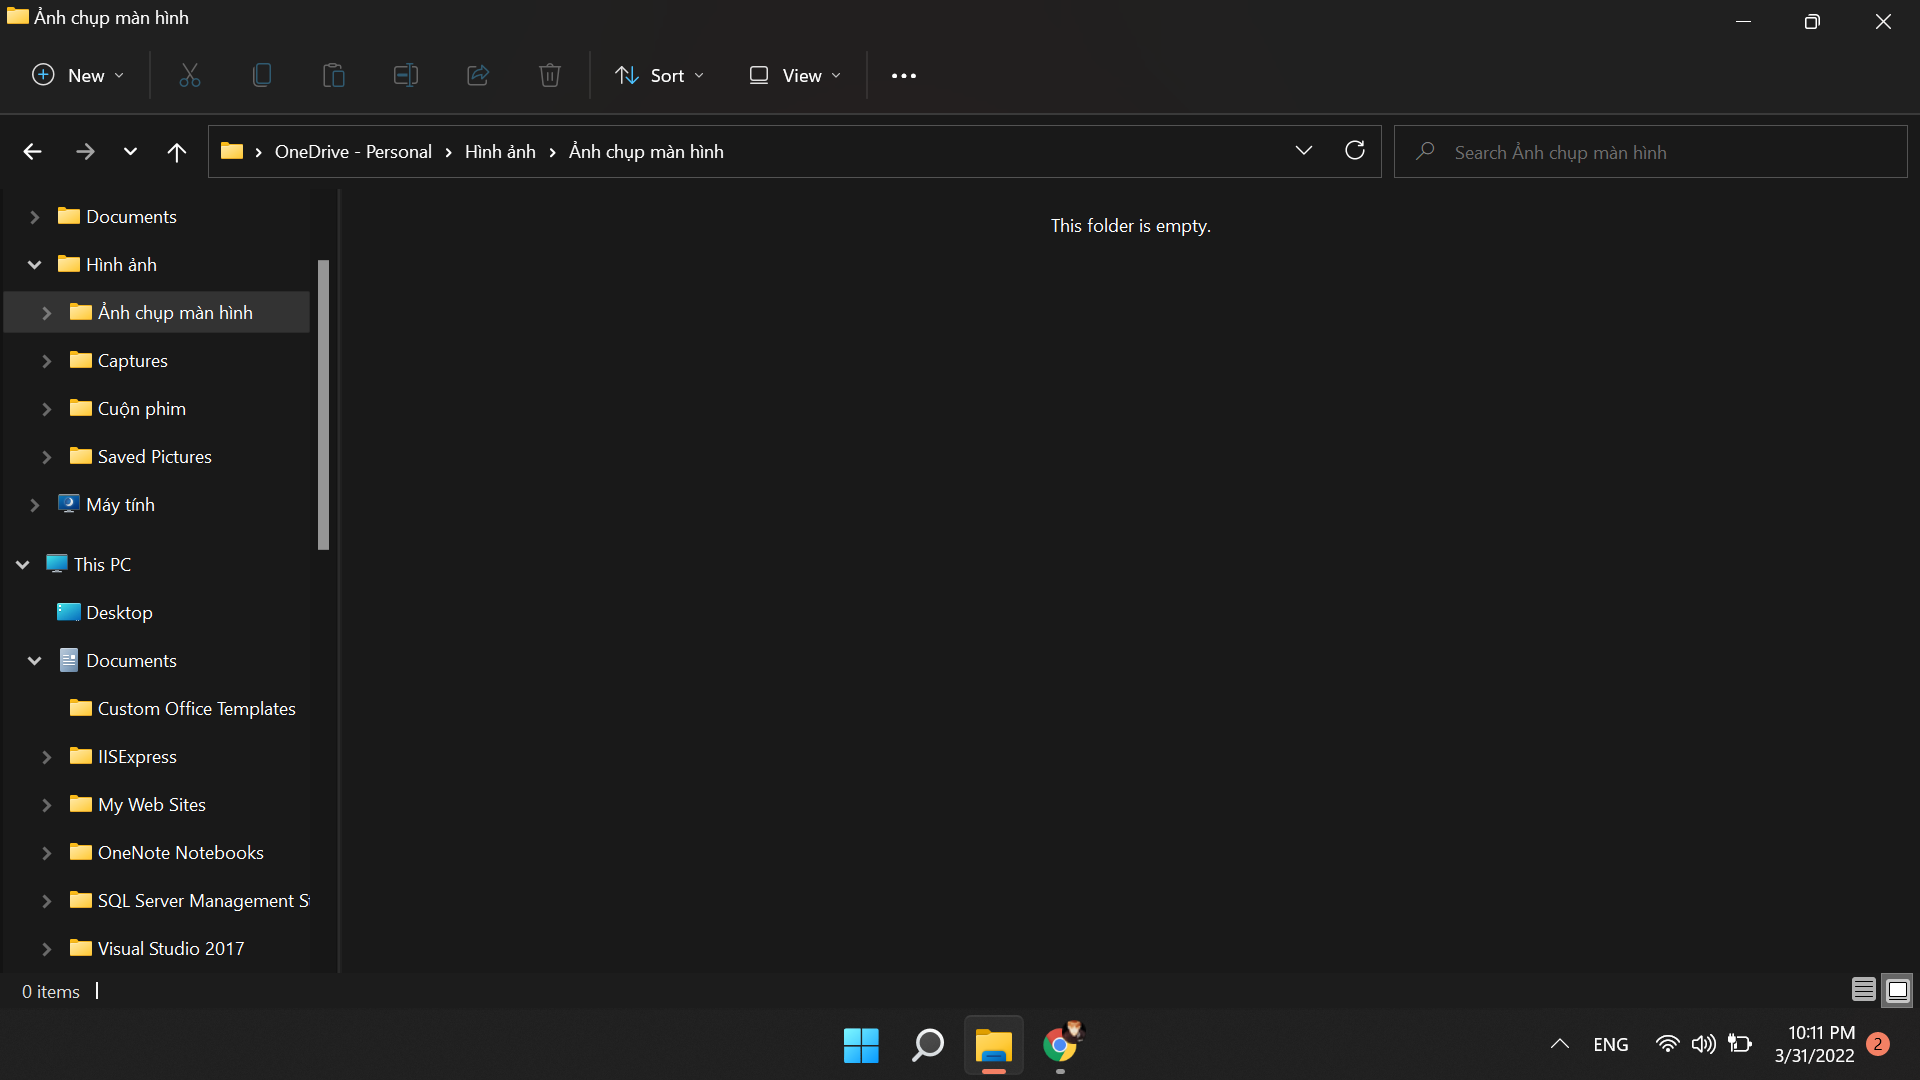 Ảnh chụp màn hình
New
Sort
View
OneDrive - Personal
Hình ảnh
Ảnh chụp màn hình
Search Ảnh chụp màn hình
Documents
Hình ảnh
Ảnh chụp màn hình
Captures
Cuộn phim
Saved Pictures
Máy tính
This PC
Desktop
Documents
Custom Office Templates
IISExpress
My Web Sites
OneNote Notebooks
SQL Server Management St
Visual Studio 2017
This folder is empty.
0 items
ENG
10:11 PM
3/31/2022
2